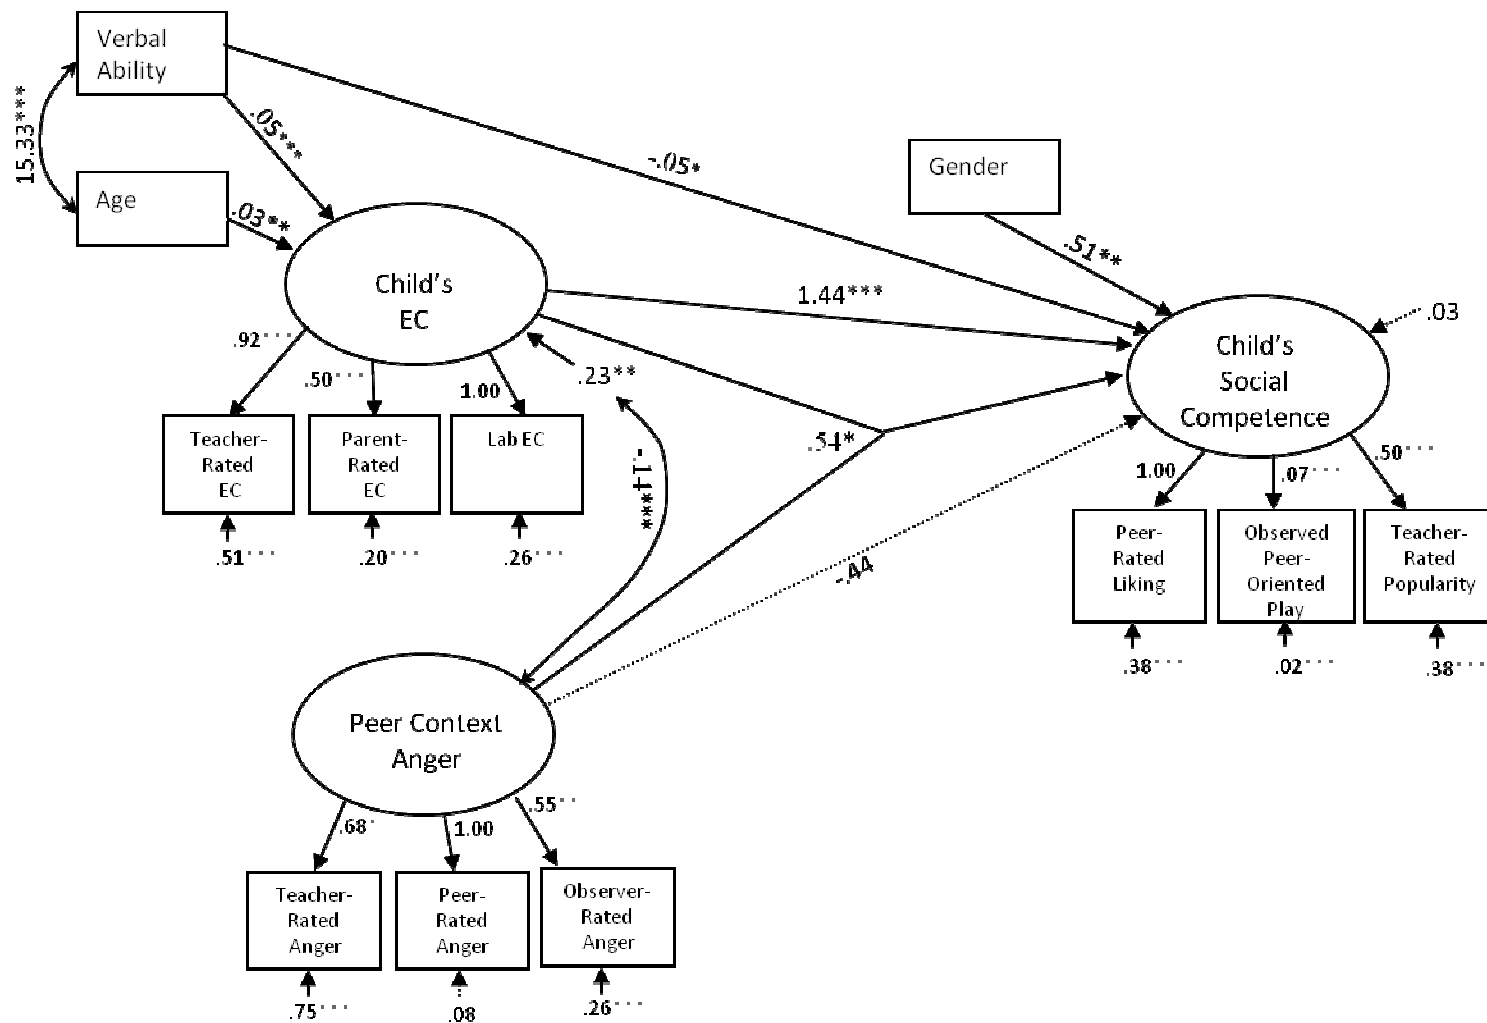 Verbal
Ability
15.33***
.05***
-.05*
Age
.03**
Gender
.51**
Child's
EC
1.44***
.03
Child's
Social
Competence
.92***
.50***
1.00
.23**
-.14***
.54*
-.44
Teacher-
Rated
EC
Parent-
Rated
EC
Lab EC
.51***
.20***
.26***
1.00
.07***
.50***
Peer-
Rated
Liking
Observed
Peer-
Oriented
Play
Teacher-
Rated
Popularity
.38***
.02***
.38***
Peer Context
Anger
.68*
1.00
.55**
Teacher-
Rated
Anger
Peer-
Rated
Anger
Observer-
Rated
Anger
.75***
.08
.26***